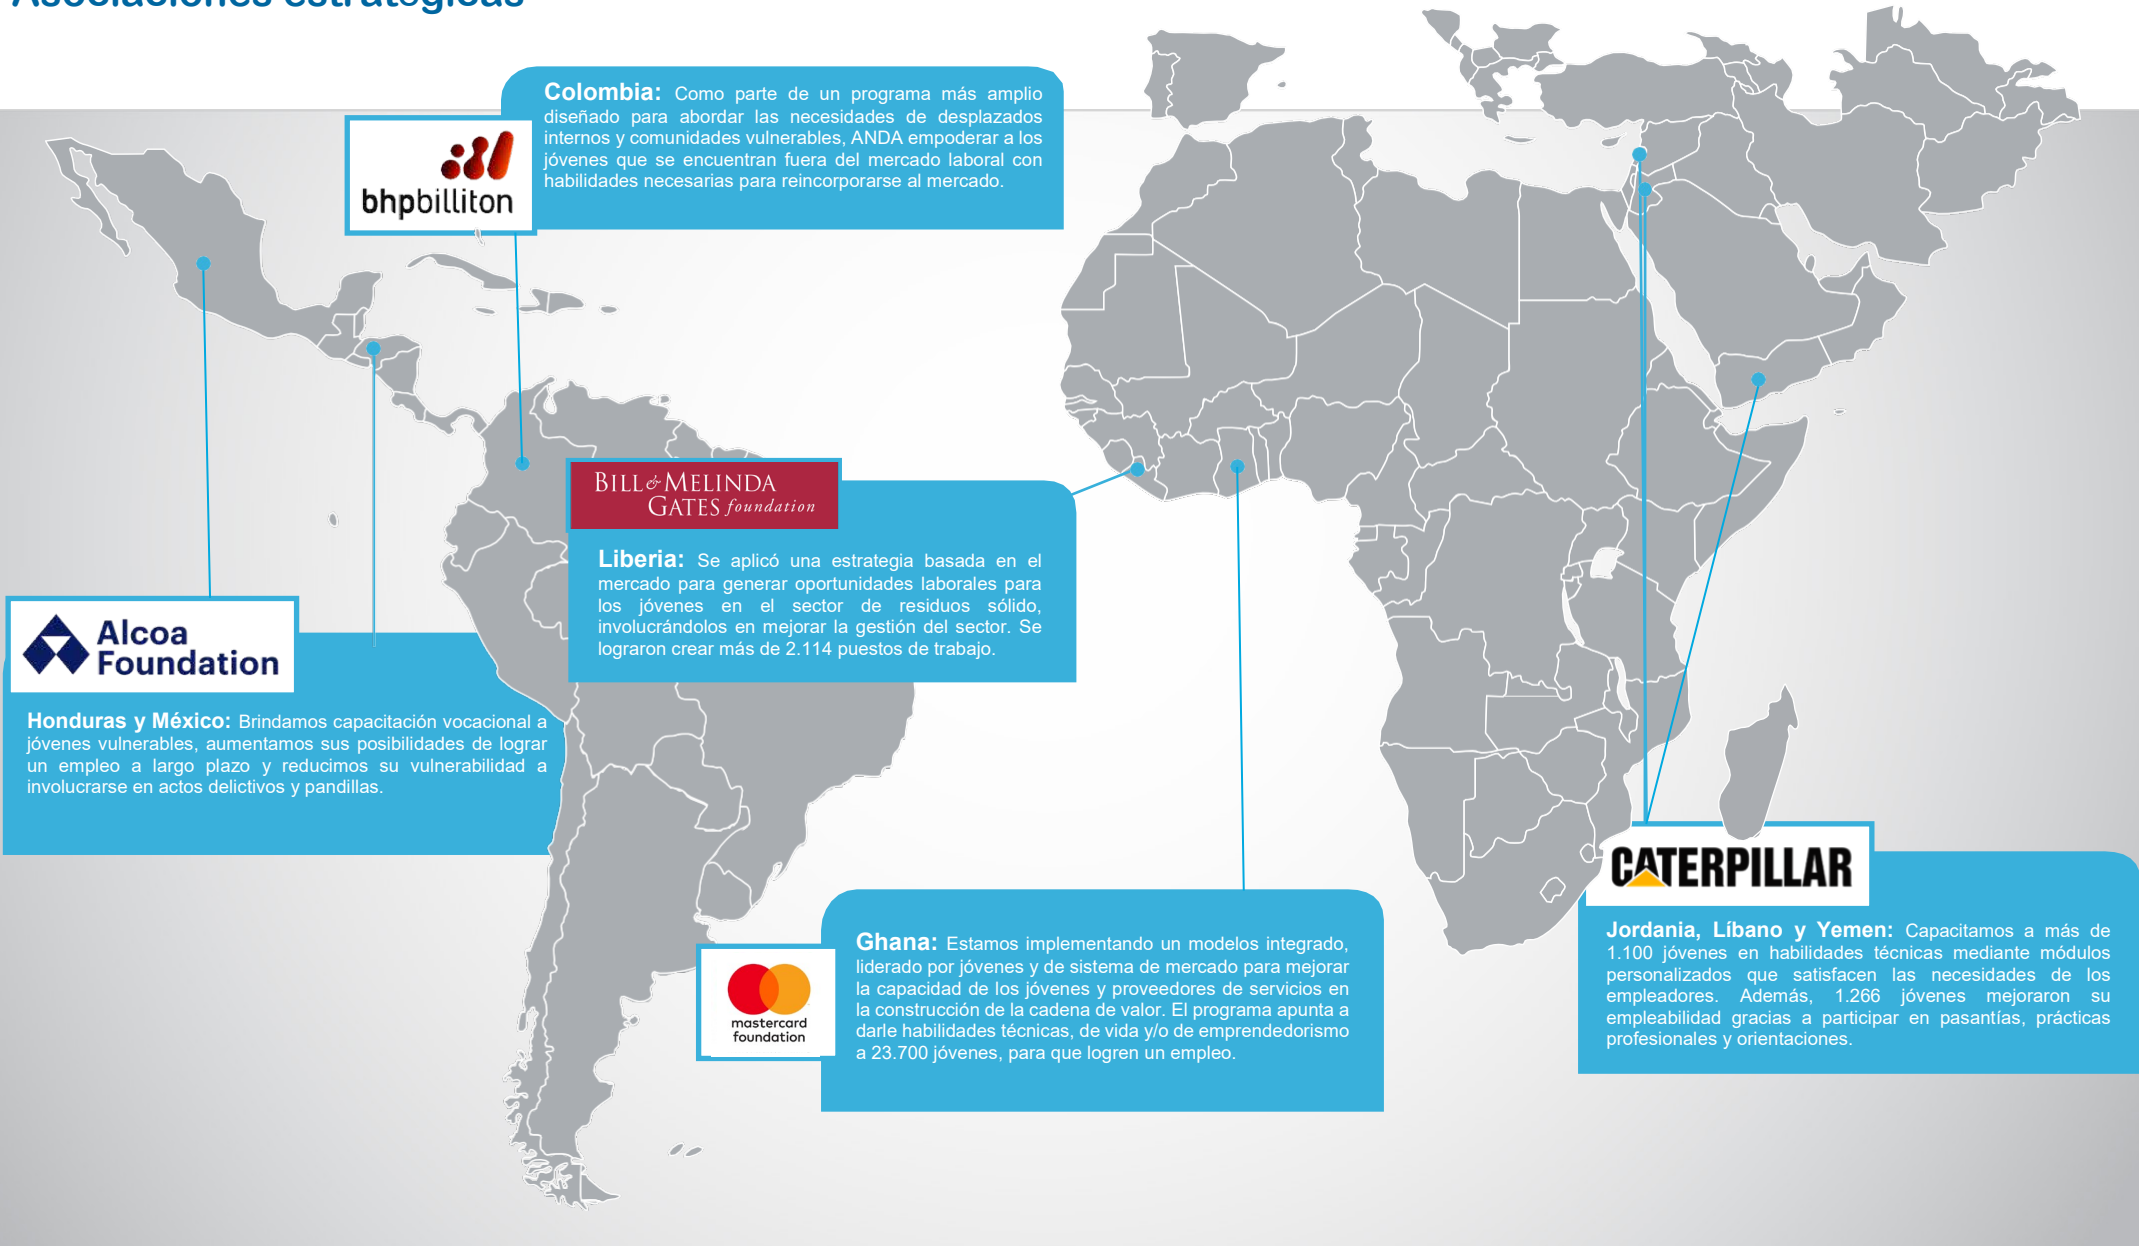 Asociaciones estratégicas
Colombia: Como parte de un programa más amplio
diseñado para abordar las necesidades de desplazados
internos y comunidades vulnerables, ANDA empoderar a los
jóvenes que se encuentran fuera del mercado laboral con
habilidades necesarias para reincorporarse al mercado.
bhpbilliton
BILL & MELINDA
GATES foundation
Liberia: Se aplicó una estrategia basada en el
mercado para generar oportunidades laborales para
los jóvenes en el sector de residuos sólido,
involucrándolos en mejorar la gestión del sector. Se
lograron crear más de 2.114 puestos de trabajo.
Alcoa
Foundation
Honduras y México: Brindamos capacitación vocacional a
jóvenes vulnerables, aumentamos sus posibilidades de lograr
un empleo a largo plazo y reducimos su vulnerabilidad a
involucrarse en actos delictivos y pandillas.
mastercard
foundation
Ghana: Estamos implementando un modelos integrado,
liderado por jóvenes y de sistema de mercado para mejorar
la capacidad de los jóvenes y proveedores de servicios en
la construcción de la cadena de valor. El programa apunta a
darle habilidades técnicas, de vida y/o de emprendedorismo
a 23.700 jóvenes, para que logren un empleo.
CATERPILLAR
Jordania, Líbano y Yemen: Capacitamos a más de
1.100 jóvenes en habilidades técnicas mediante módulos
personalizados que satisfacen las necesidades de los
empleadores. Además, 1.266 jóvenes mejoraron su
empleabilidad gracias a participar en pasantías, prácticas
profesionales y orientaciones.